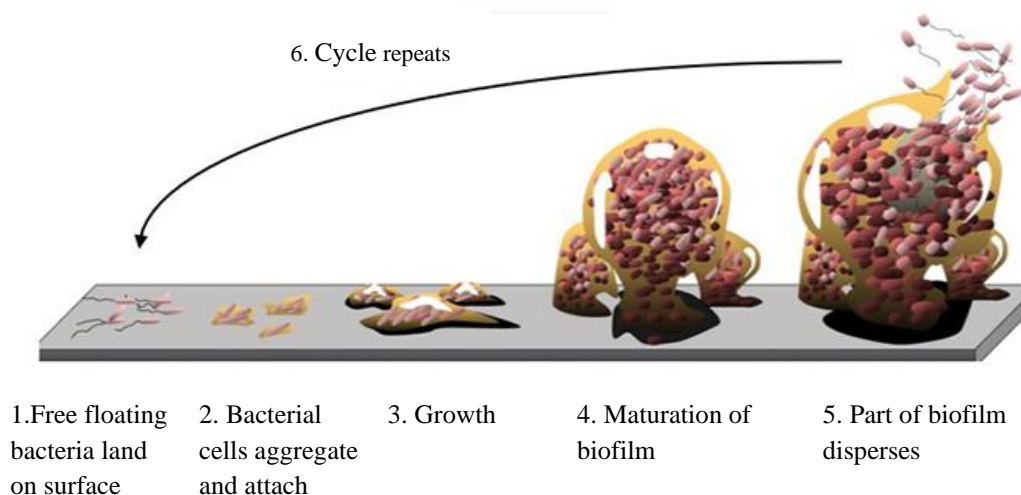 6. Cycle repeats
1.Free floating
bacteria land
on surface
2. Bacterial
cells aggregate
and attach
3. Growth
4. Maturation of
biofilm
5. Part of biofilm
disperses